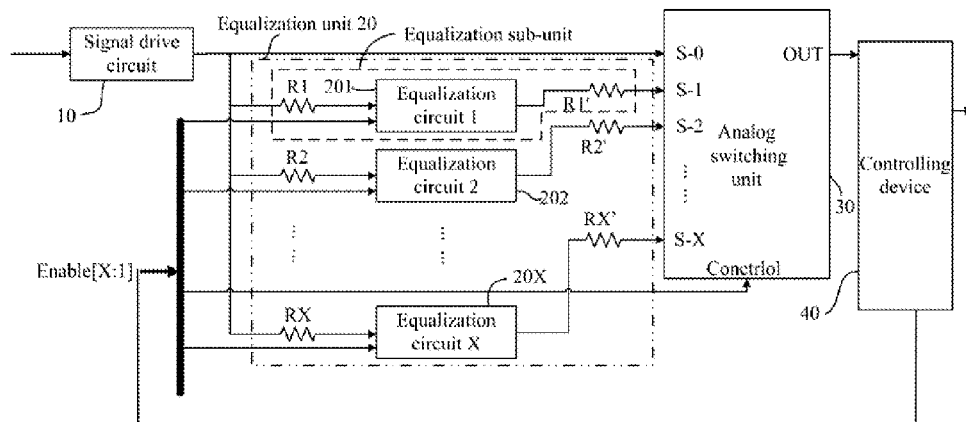 Equalization unit 20
Equalization sub-unit
Signal drive
circuit
10
S-0
OUT
201
R1
Equalization
circuit 1
R1'
S-1
R2
Equalization
circuit 2
R2'
S-2
202
Analog
switching
unit
30
Controlling
device
40
Enable[X:1]
RX'
S-X
Conctrlol
20X
RX
Equalization
circuit X